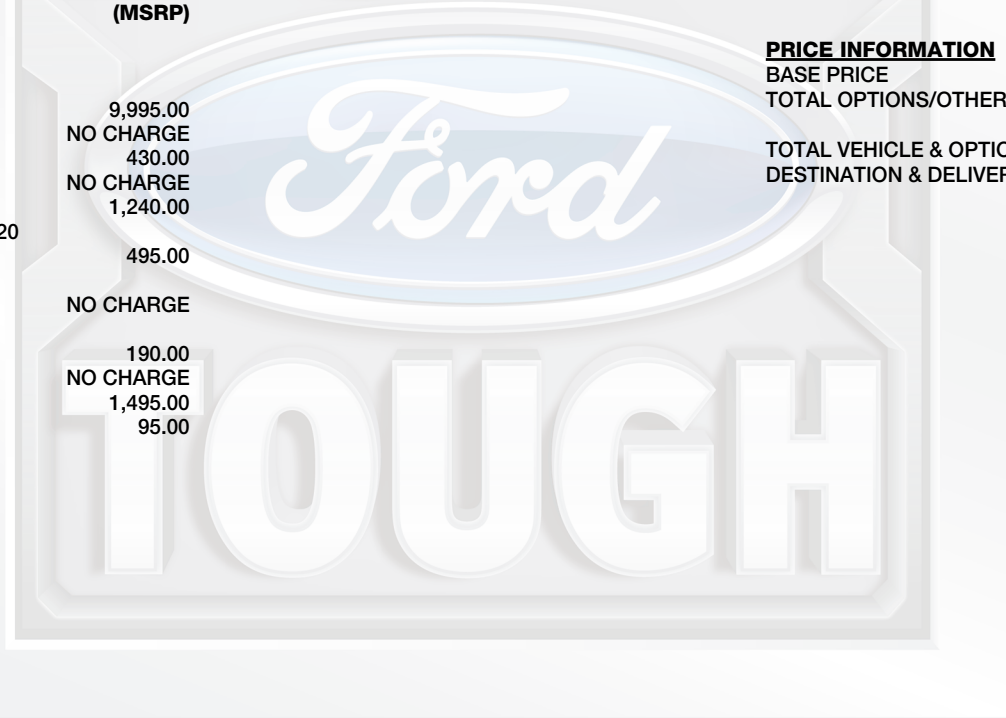 (MSRP)
9,995.00
NO CHARGE
430.00
NO CHARGE
1,240.00
20
495.00
NO CHARGE
190.00
NO CHARGE
1,495.00
95.00
PRICE INFORMATION
BASE PRICE
TOTAL OPTIONS/OTHER
TOTAL VEHICLE & OPTIO
DESTINATION & DELIVER
Ford
TOUGH